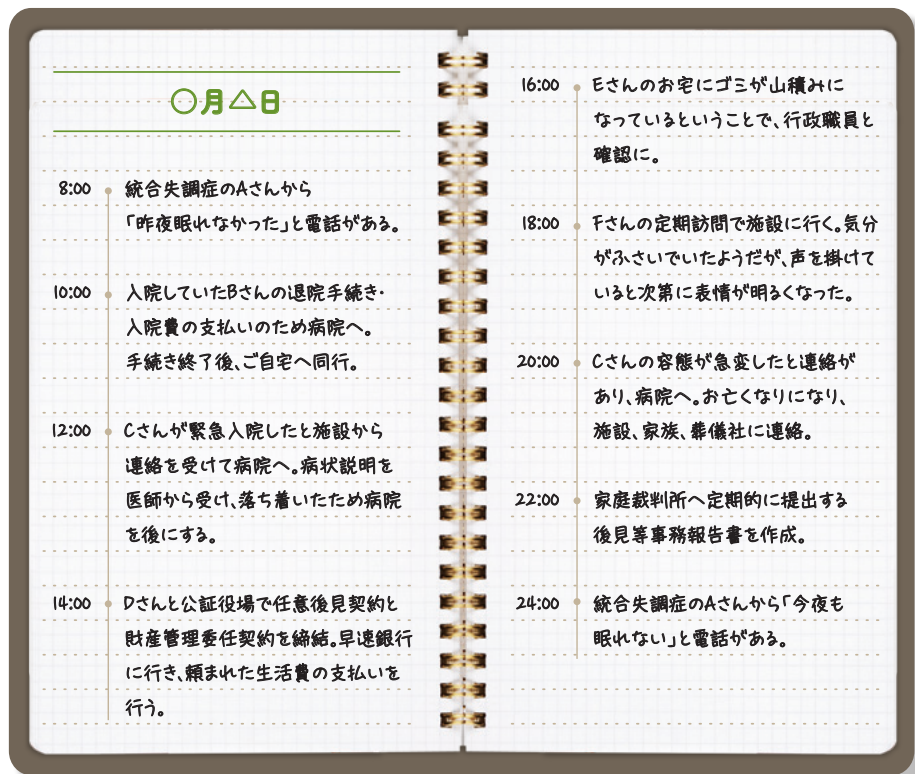 〇月△日
8:00
統合失調症のAさんから
「昨夜眠れなかった」と電話がある。
10:00
入院していたBさんの退院手続き・
入院費の支払いのため病院へ。
手続き終了後、ご自宅へ同行。
12:00
Cさんが緊急入院したと施設から
連絡を受けて病院へ。病状説明を
医師から受け、落ち着いたため病院
を後にする。
14:00
Dさんと公証役場で任意後見契約と
財産管理委任契約を締結。早速銀行
に行き、頼まれた生活費の支払いを
行う。
16:00
Eさんのお宅にゴミが山積みに
なっているということで、行政職員と
確認に。
18:00
Fさんの定期訪問で施設に行く。気分
がふさいでいたようだが、声を掛けて
いると次第に表情が明るくなった。
20:00
Cさんの容態が急変したと連絡が
あり、病院へ。お亡くなりになり、
施設、家族、葬儀社に連絡。
22:00
家庭裁判所へ定期的に提出する
後見等事務報告書を作成。
24:00
統合失調症のAさんから「今夜も
眠れない」と電話がある。